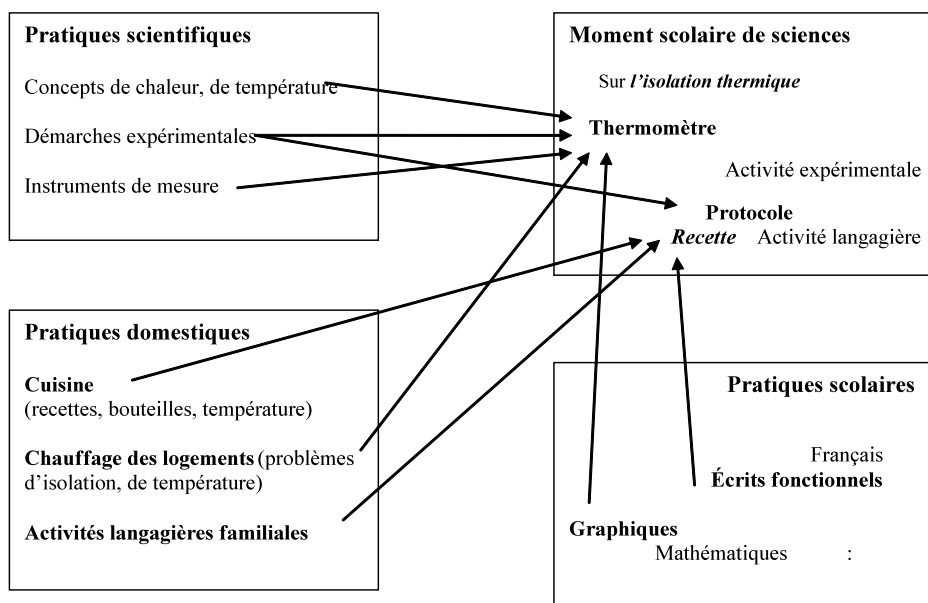 Pratiques scientifiques
Concepts de chaleur, de température
Démarches expérimentales
Instruments de mesure
Moment scolaire de sciences
Sur l’isolation thermique
Thermomètre
Activité expérimentale
Protocole
Recette Activité langagière
Pratiques domestiques
Cuisine
(recettes, bouteilles, température)
Chauffage des logements (problèmes
d’isolation, de température)
Activités langagières familiales
Pratiques scolaires
Français
Écrits fonctionnels
Graphiques
Mathématiques :